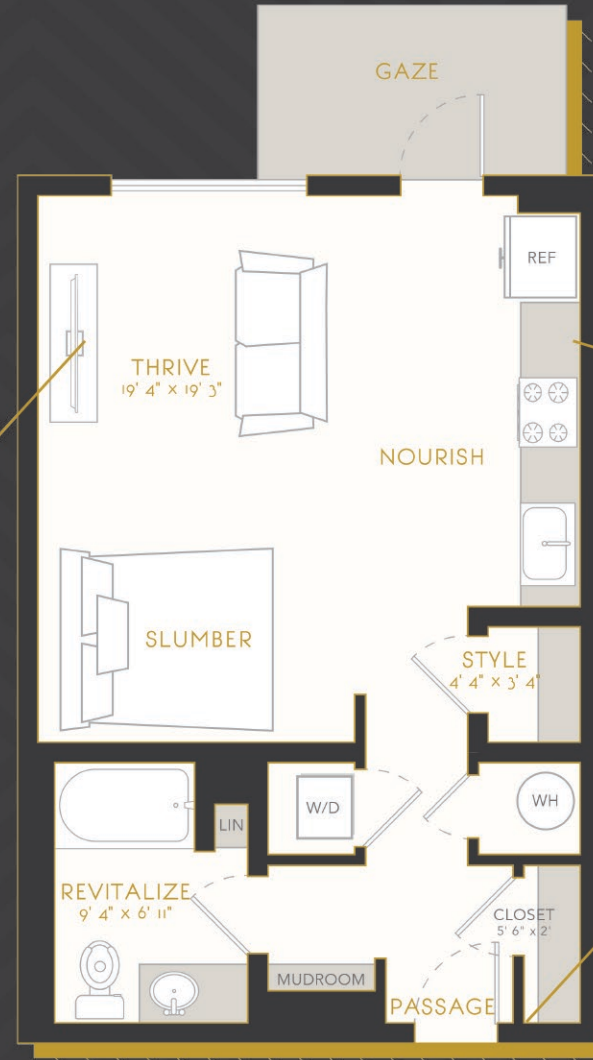 GAZE
REF
THRIVE
19' 4" X 19' 3"
NOURISH
SLUMBER
STYLE
4' 4" X 3' 4"
W/D
WH
LIN
REVITALIZE
9' 4" X 6' 11"
CLOSET
5' 6" x 2'
MUDROOM
PASSAGE